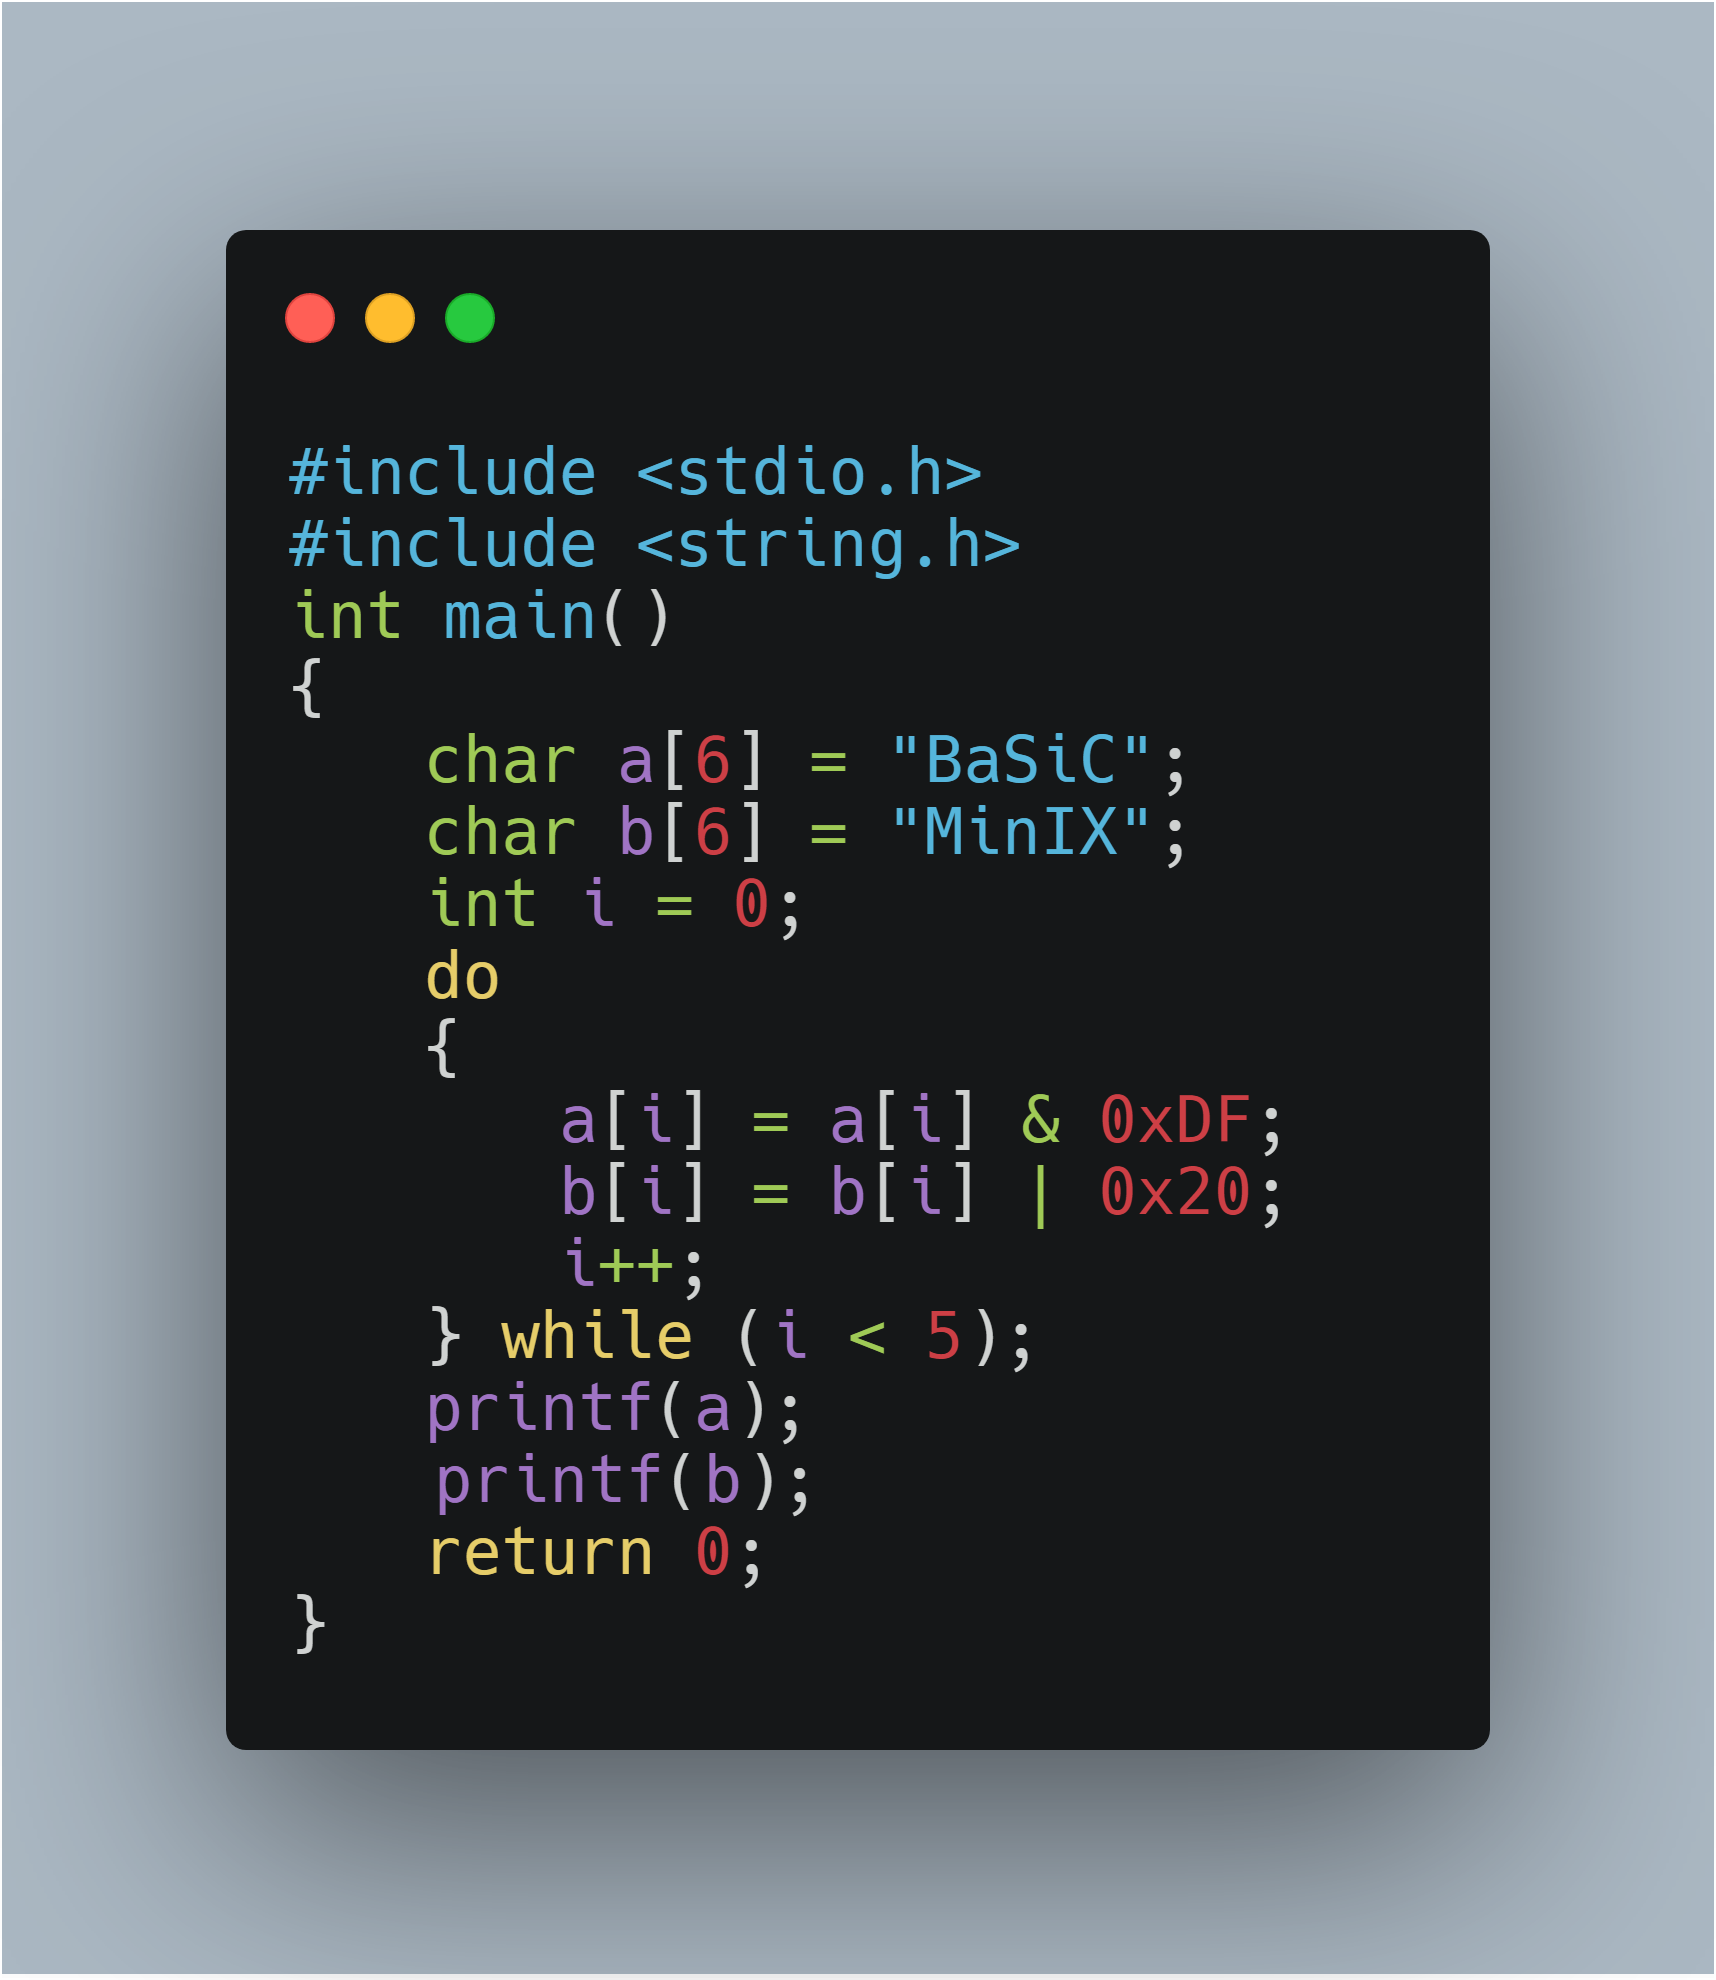 #include <stdio.h>
#include <string.h>
int main()
{
    char a[6] = "BaSiC";
    char b[6] = "MinIX";
    int i = 0;
    do
    {
        a[i] = a[i] & 0xDF;
        b[i] = b[i] | 0x20;
        i++;
    } while (i < 5);
    printf(a);
    printf(b);
    return 0;
}